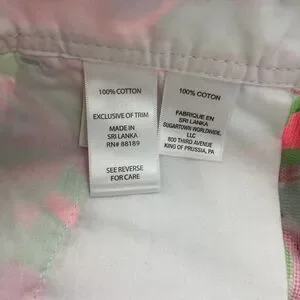 100% COTTON
EXCLUSIVE OF TRIM
MADE IN
SRI LANKA
RN# 88189
SEE REVERSE
FOR CARE
100% COTON
FABRIQUE EN
SRI LANKA
SUGARTOWN WORLDWIDE,
LLC
800 THIRD AVENUE
KING OF PRUSSIA, PA